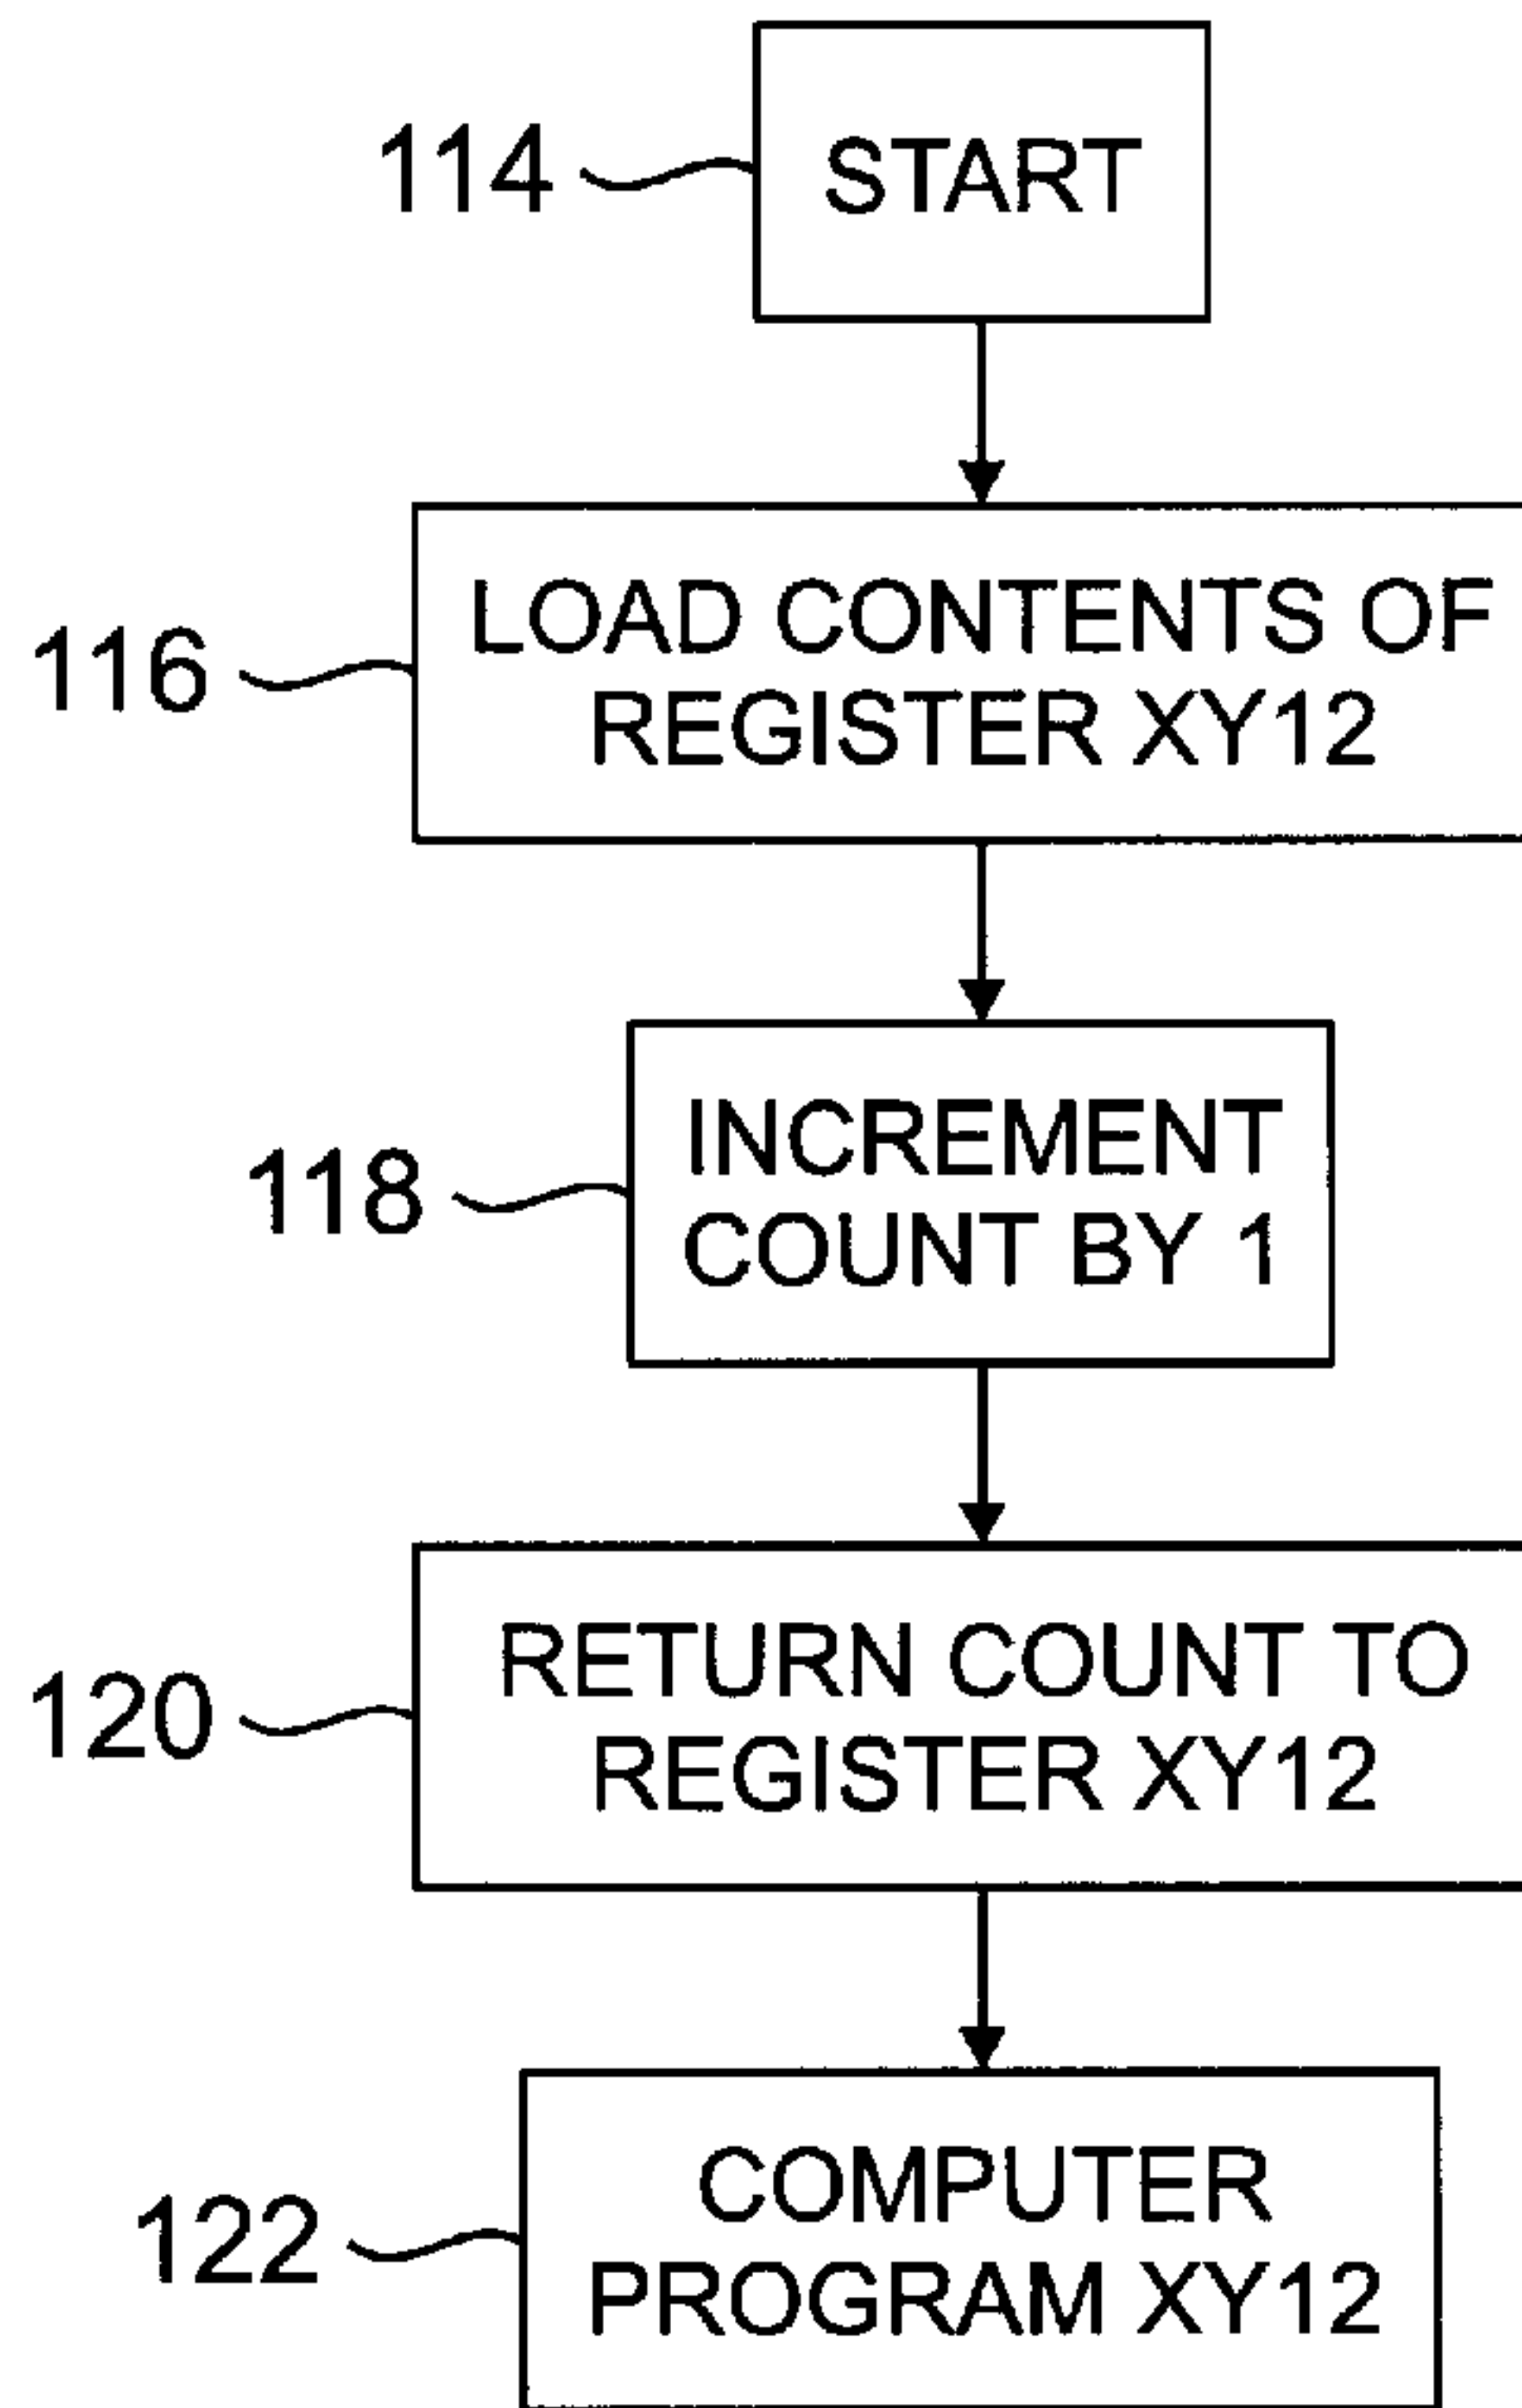 114
START
116
LOAD CONTENTS OF
REGISTER XY12
118
INCREMENT
COUNT BY 1
120
RETURN COUNT TO
REGISTER XY12
122
COMPUTER
PROGRAM XY12